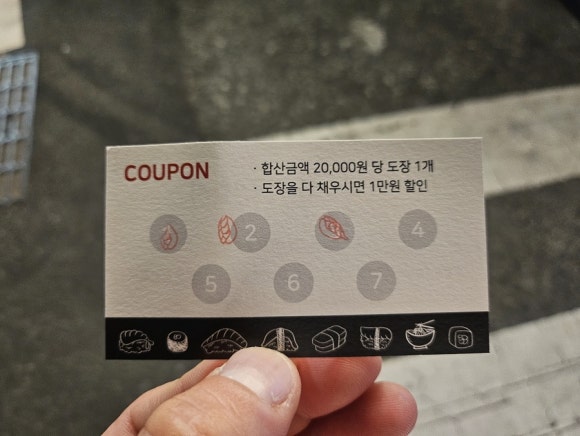 COUPON
· 합산금액 20,000원 당 도장 1개
· 도장을 다 채우시면 1만원 할인
2 4
5 6 7